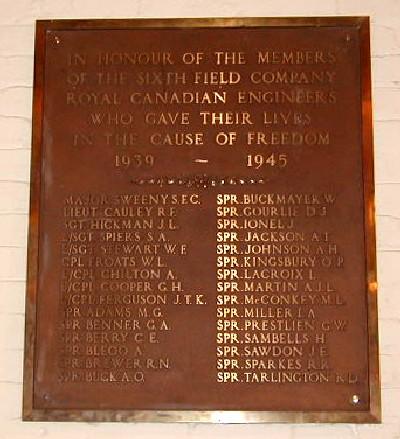 IN HONOUR OF THE MEMBERS
OF THE SIXTH FIELD COMPANY
ROYAL CANADIAN ENGINEERS
WHO GAVE THEIR LIVES
IN THE CAUSE OF FREEDOM
1939 ~ 1945
MAJOR SWEENY S.F.C.
LIEUT. CAULEY R.F.
SGT HICKMAN J.L.
L/SGT SPIERS S.A.
L/SGT STEWART W.F.
CPL FROATS W.L.
L/CPL CHILTON A.
L/CPL COOPER G.H.
L/CPL FERGUSON J.T.K.
SPR ADAMS M.G.
SPR BENNER G.A.
SPR BERRY C.E.
SPR. BLEGO A.
SPR. BREWER R.N.
SPR. BUCK A.O.
SPR. BUCKMAYER W.
SPR. GOURLIE D.J.
SPR. IONEL J.
SPR. JACKSON A.T.
SPR. JOHNSON A.H.
SPR. KINGSBURY O.P.
SPR. LACROIX L.
SPR. MARTIN A.J.L.
SPR. McCONKEY M.L.
SPR. MILLER I.A.
SPR. PRESTLIEN G.W.
SPR. SAMBELLS H.
SPR. SAWDON J.E.
SPR. SPARKES R.R.
SPR. TARLINGTON R.D.